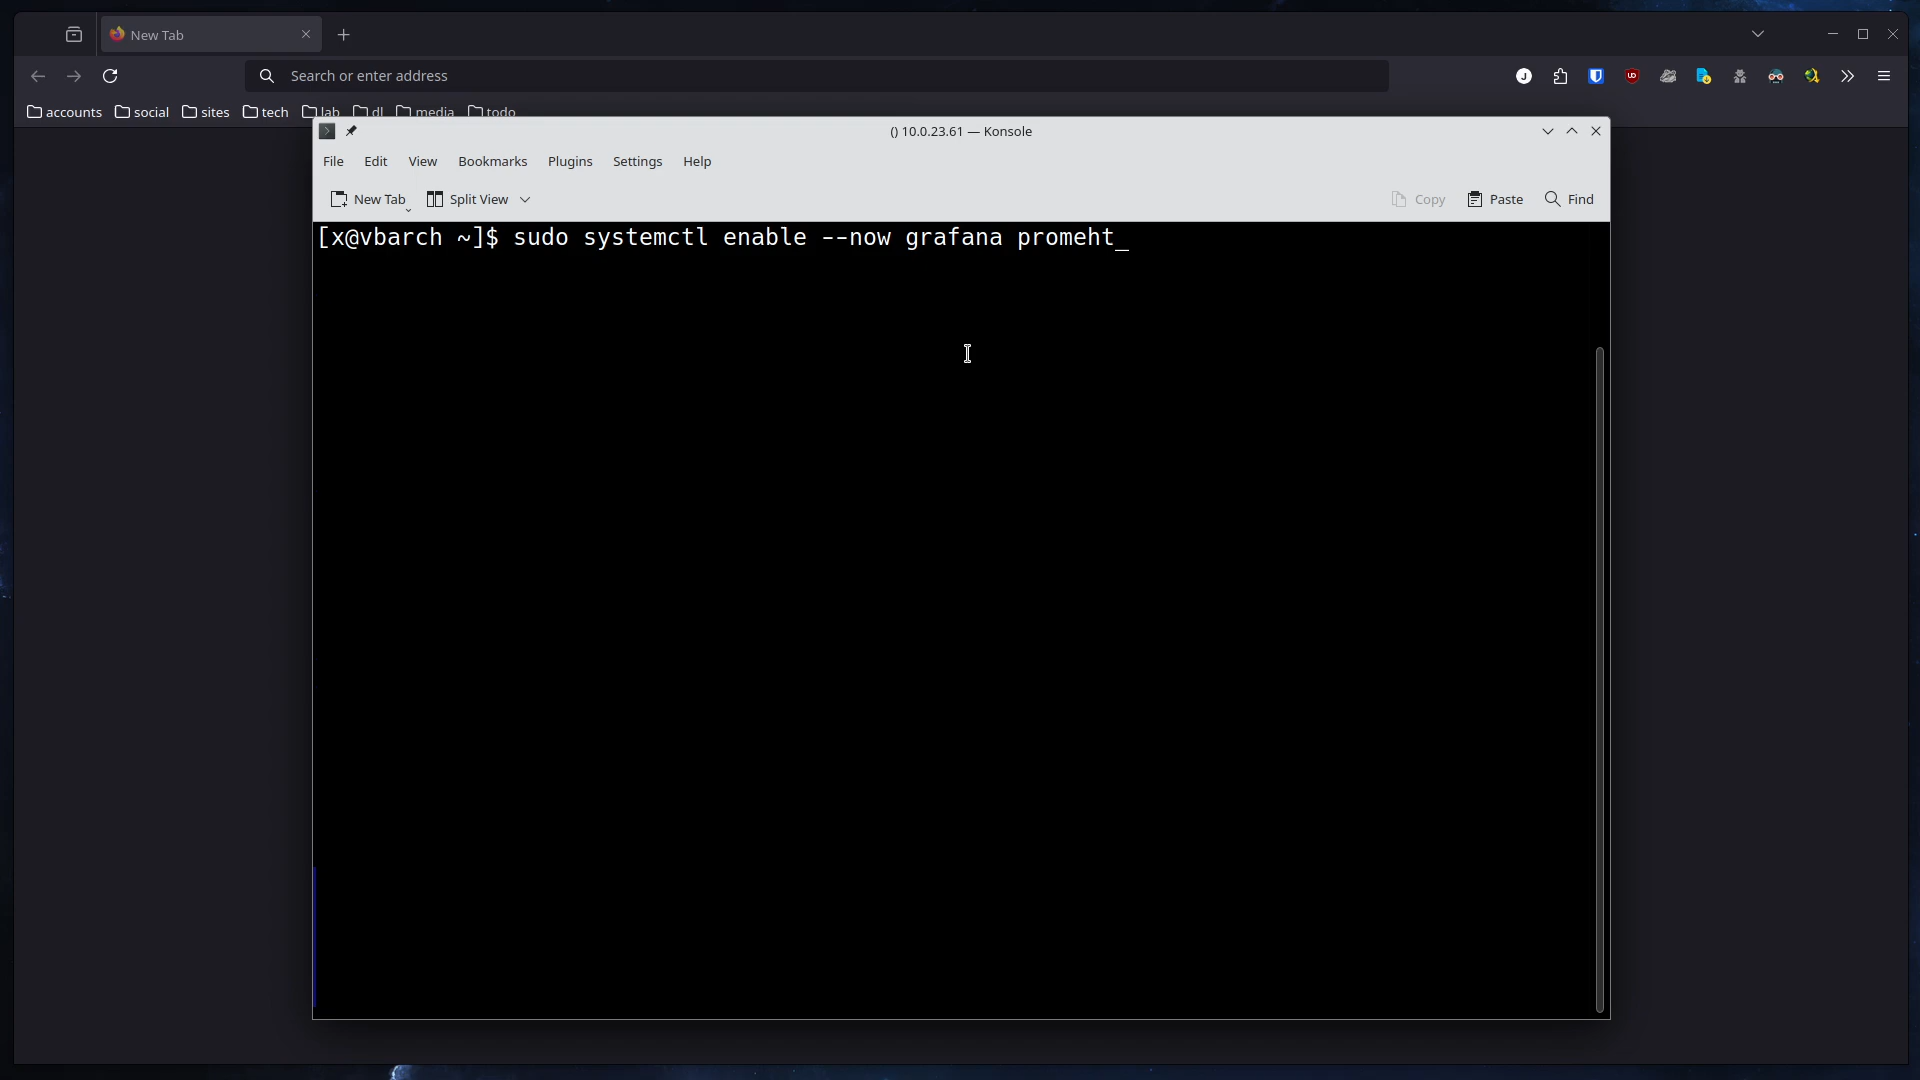 New Tab
Search or enter address
accounts social sites tech lab dl media todo
() 10.0.23.61 — Konsole
File Edit View Bookmarks Plugins Settings Help
New Tab Split View Copy Paste Find
[x@vbarch ~]$ sudo systemctl enable --now grafana promeht_